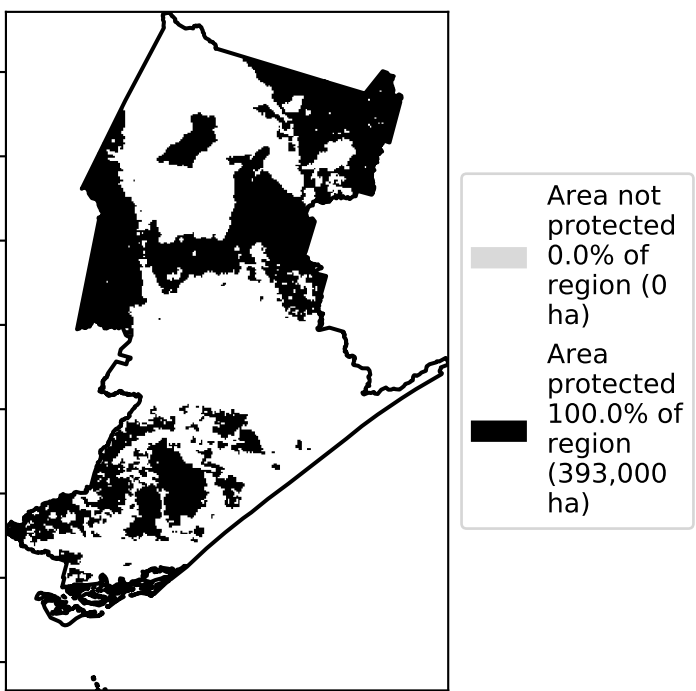 Area not
protected
0.0% of
region (0
ha)
Area
protected
100.0% of
region
(393,000
ha)